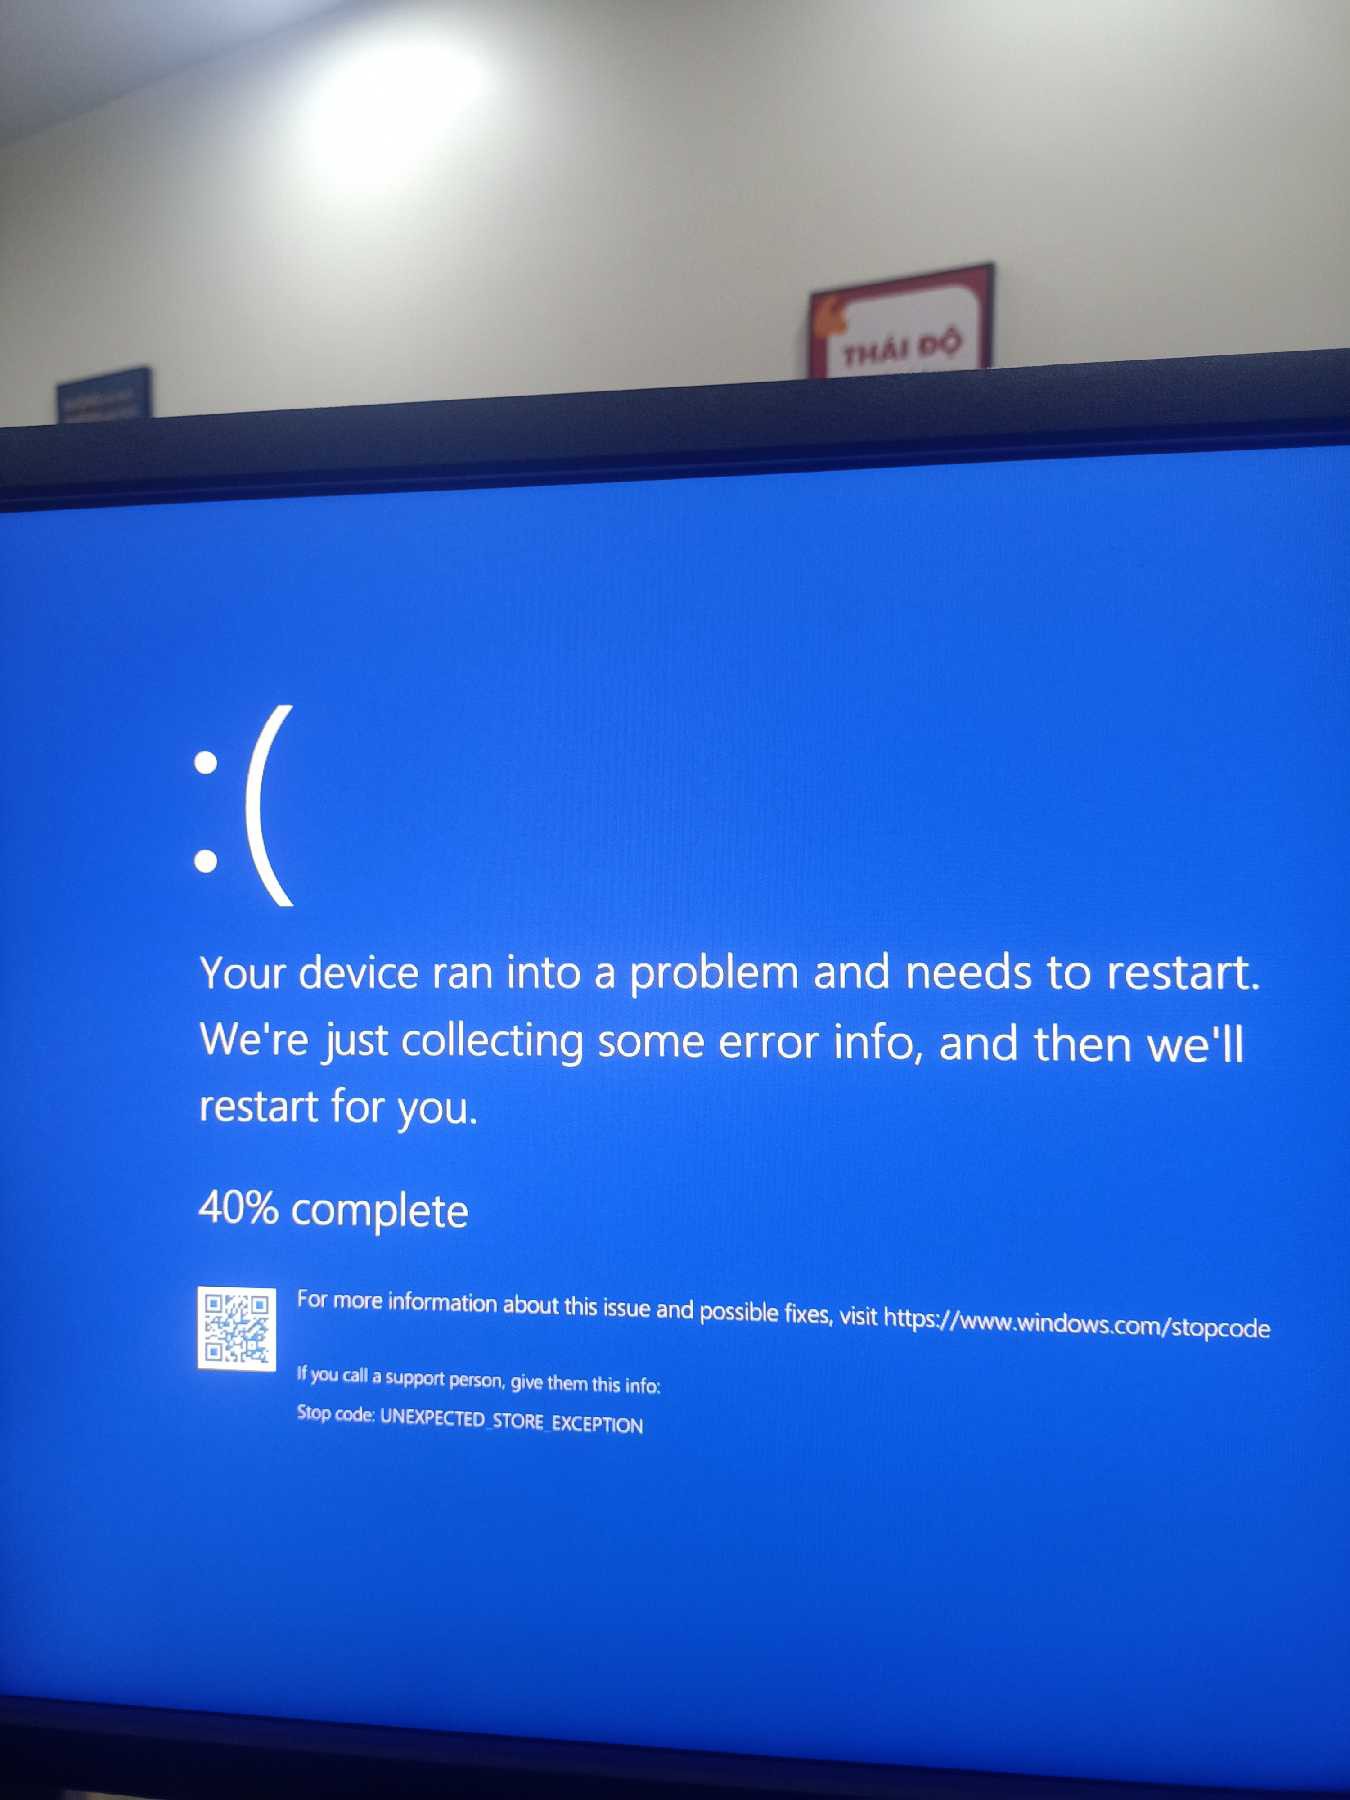 THÁI ĐỘ
:(
Your device ran into a problem and needs to restart.
We're just collecting some error info, and then we'll
restart for you.
40% complete
For more information about this issue and possible fixes, visit https://www.windows.com/stopcode
If you call a support person, give them this info:
Stop code: UNEXPECTED_STORE_EXCEPTION